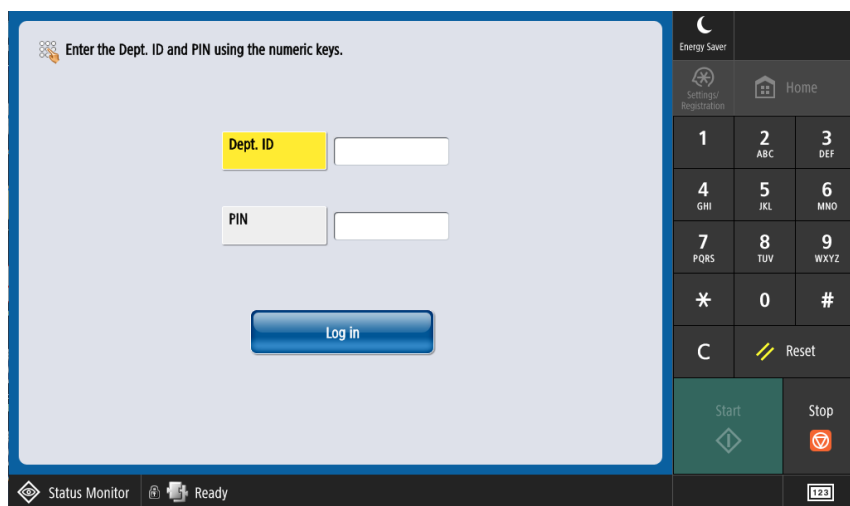 Enter the Dept. ID and PIN using the numeric keys.
Dept. ID
PIN
Log in
Energy Saver
Settings/
Registration
Home
1
2
ABC
3
DEF
4
GHI
5
JKL
6
MNO
7
PQRS
8
TUV
9
WXYZ
*
0
#
C
Reset
Start
Stop
Status Monitor
Ready
123